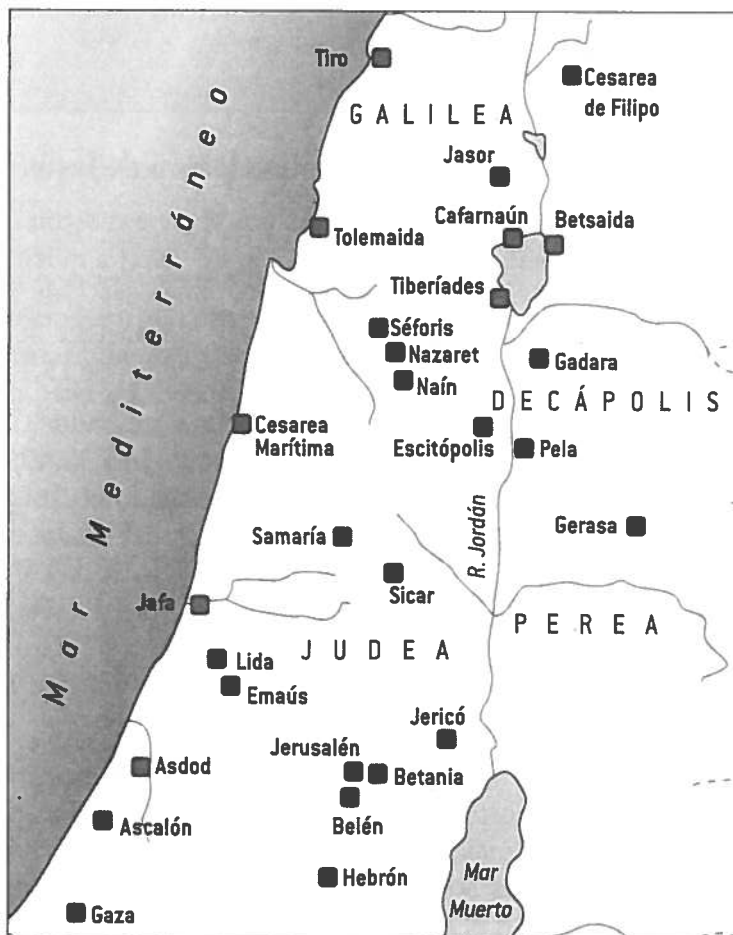 Tiro
Cesarea
de Filipo
GALILEA
Jasor
Cafarnaún
Betsaida
Tolemaida
Tiberíades
Séforis
Nazaret
Gadara
Naín
DECÁPOLIS
Cesarea
Marítima
Escitópolis
Pela
Mar Mediterráneo
R. Jordán
Samaría
Gerasa
Sicar
Jafa
PEREA
JUDEA
Lida
Emaús
Jericó
Jerusalén
Betania
Asdod
Belén
Ascalón
Hebrón
Mar
Muerto
Gaza